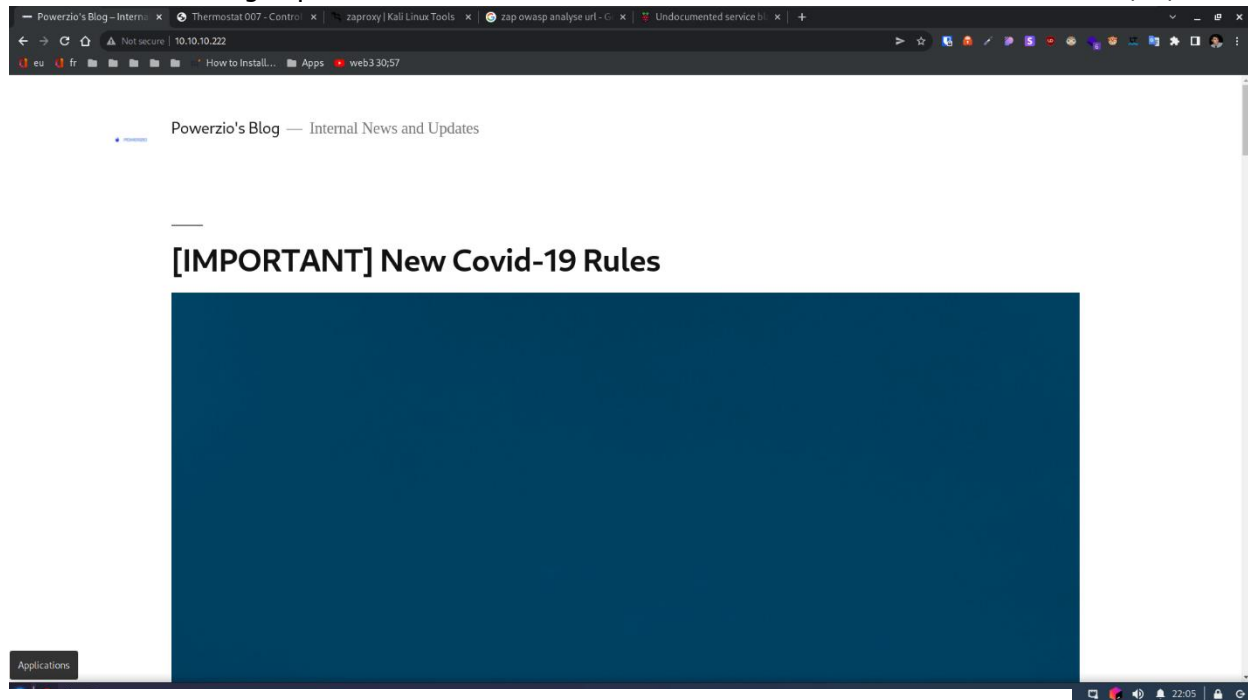 Powerzio's Blog – Interna
Thermostat 007 - Control
zaproxy | Kali Linux Tools
zap owasp analyse url - G
Undocumented service bl
Not secure | 10.10.10.222
eu
fr
How to Install...
Apps
web3 30;57
Powerzio's Blog — Internal News and Updates
[IMPORTANT] New Covid-19 Rules
Applications
22:05